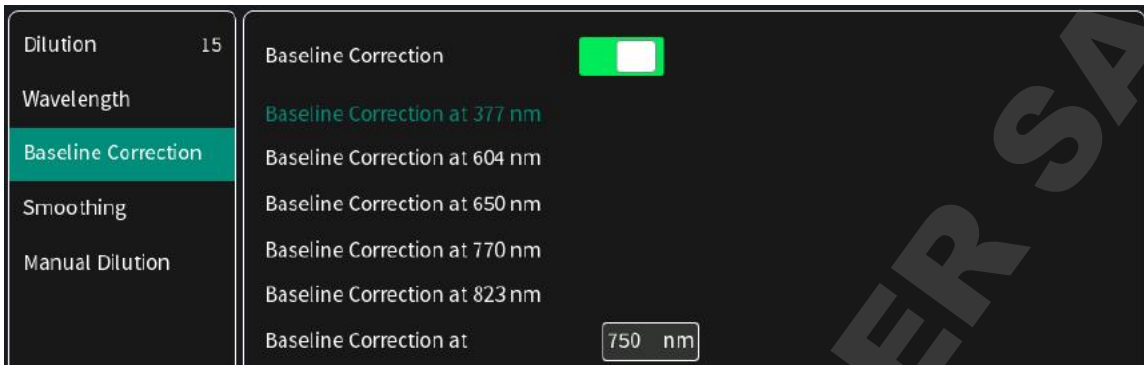 Dilution 15
Wavelength
Baseline Correction
Smoothing
Manual Dilution
Baseline Correction
Baseline Correction at 377 nm
Baseline Correction at 604 nm
Baseline Correction at 650 nm
Baseline Correction at 770 nm
Baseline Correction at 823 nm
Baseline Correction at 750 nm
ER SA